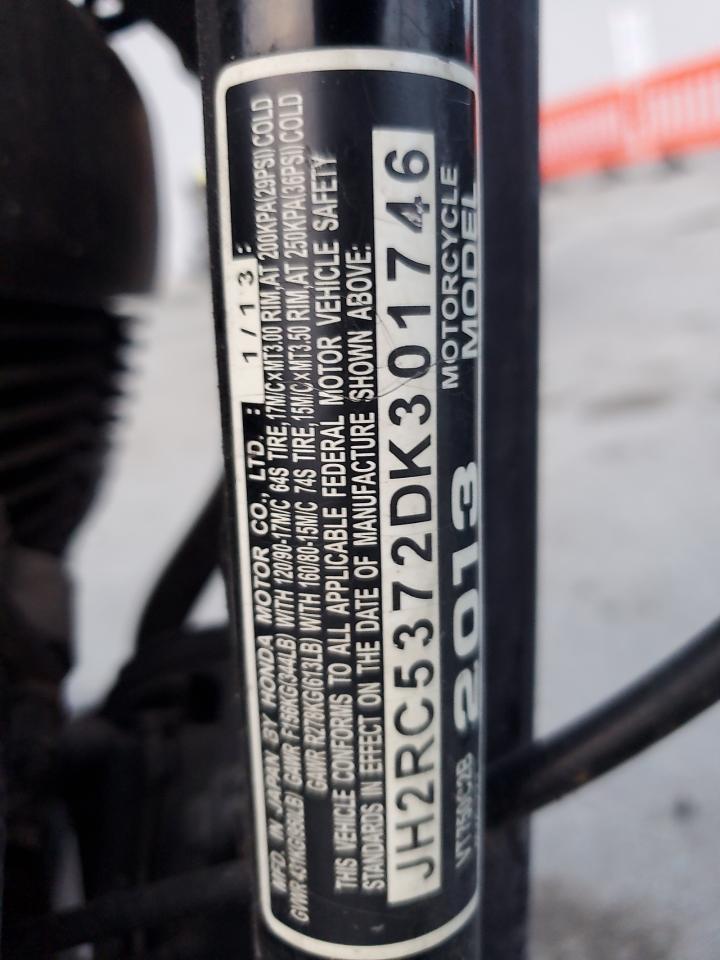 MFD. IN JAPAN BY HONDA MOTOR CO., LTD. : 1/13 :
GVWR 437KG(966LB) GAWR F156KG(344LB) WITH 120/90-17M/C 64S TIRE, 17M/C×MT3.00 RIM, AT 200KPA(29PSI) COLD
GAWR R278KG(613LB) WITH 160/80-15M/C 74S TIRE, 15M/C×MT3.50 RIM, AT 250KPA(36PSI) COLD
THIS VEHICLE CONFORMS TO ALL APPLICABLE FEDERAL MOTOR VEHICLE SAFETY
STANDARDS IN EFFECT ON THE DATE OF MANUFACTURE SHOWN ABOVE:
JH2RC5372DK301746
VT750C2B 2013 MOTORCYCLE MODEL